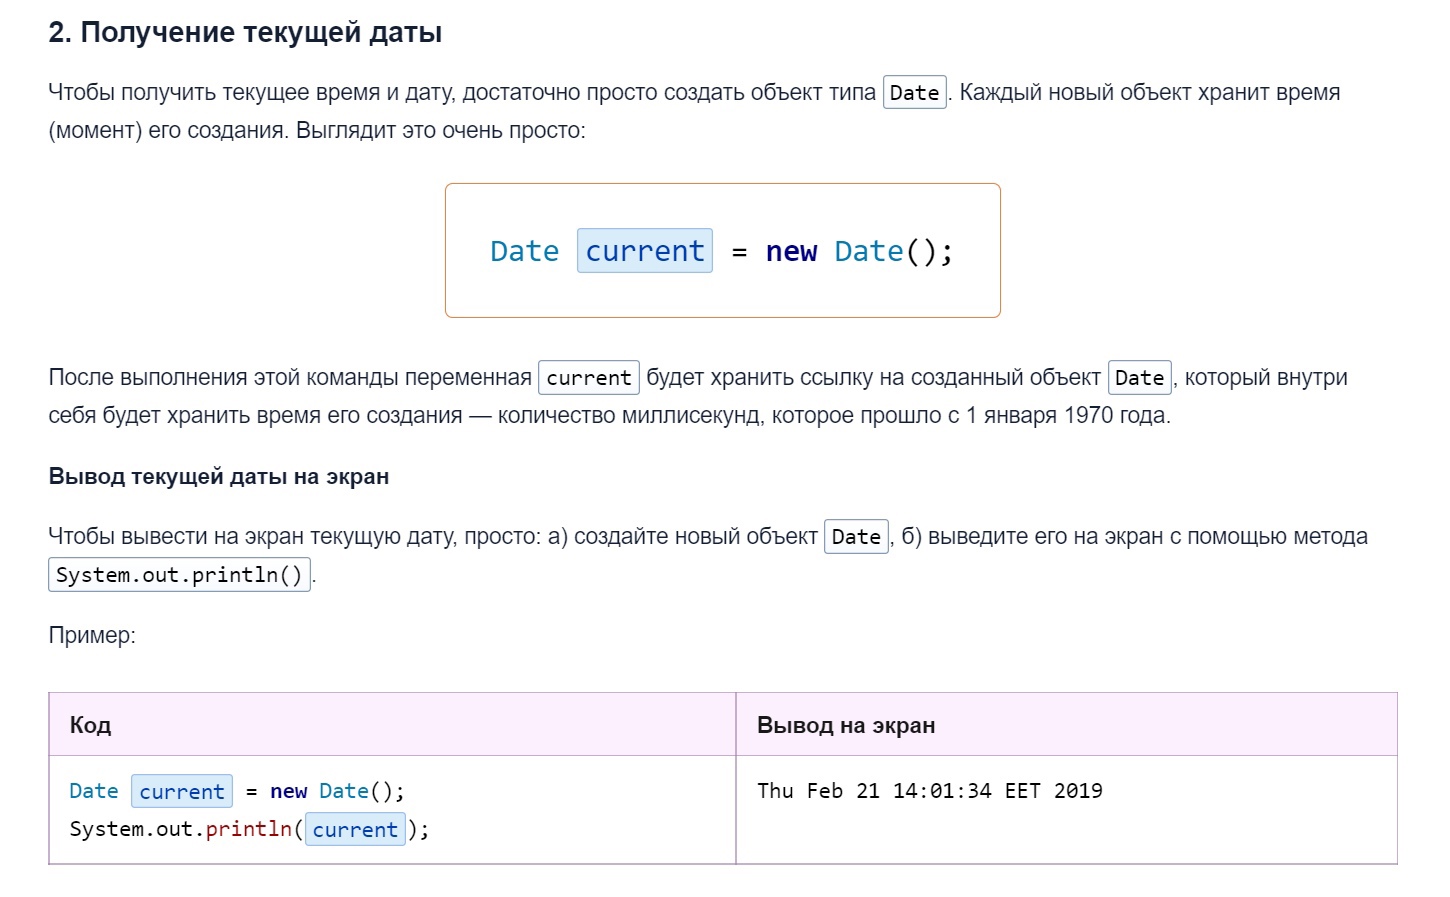 2. Получение текущей даты
Чтобы получить текущее время и дату, достаточно просто создать объект типа Date. Каждый новый объект хранит время
(момент) его создания. Выглядит это очень просто:
Date current = new Date();
После выполнения этой команды переменная current будет хранить ссылку на созданный объект Date, который внутри
себя будет хранить время его создания — количество миллисекунд, которое прошло с 1 января 1970 года.
Вывод текущей даты на экран
Чтобы вывести на экран текущую дату, просто: а) создайте новый объект Date, б) выведите его на экран с помощью метода
System.out.println().
Пример:
Код
Вывод на экран
Date current = new Date();
System.out.println(current);
Thu Feb 21 14:01:34 EET 2019